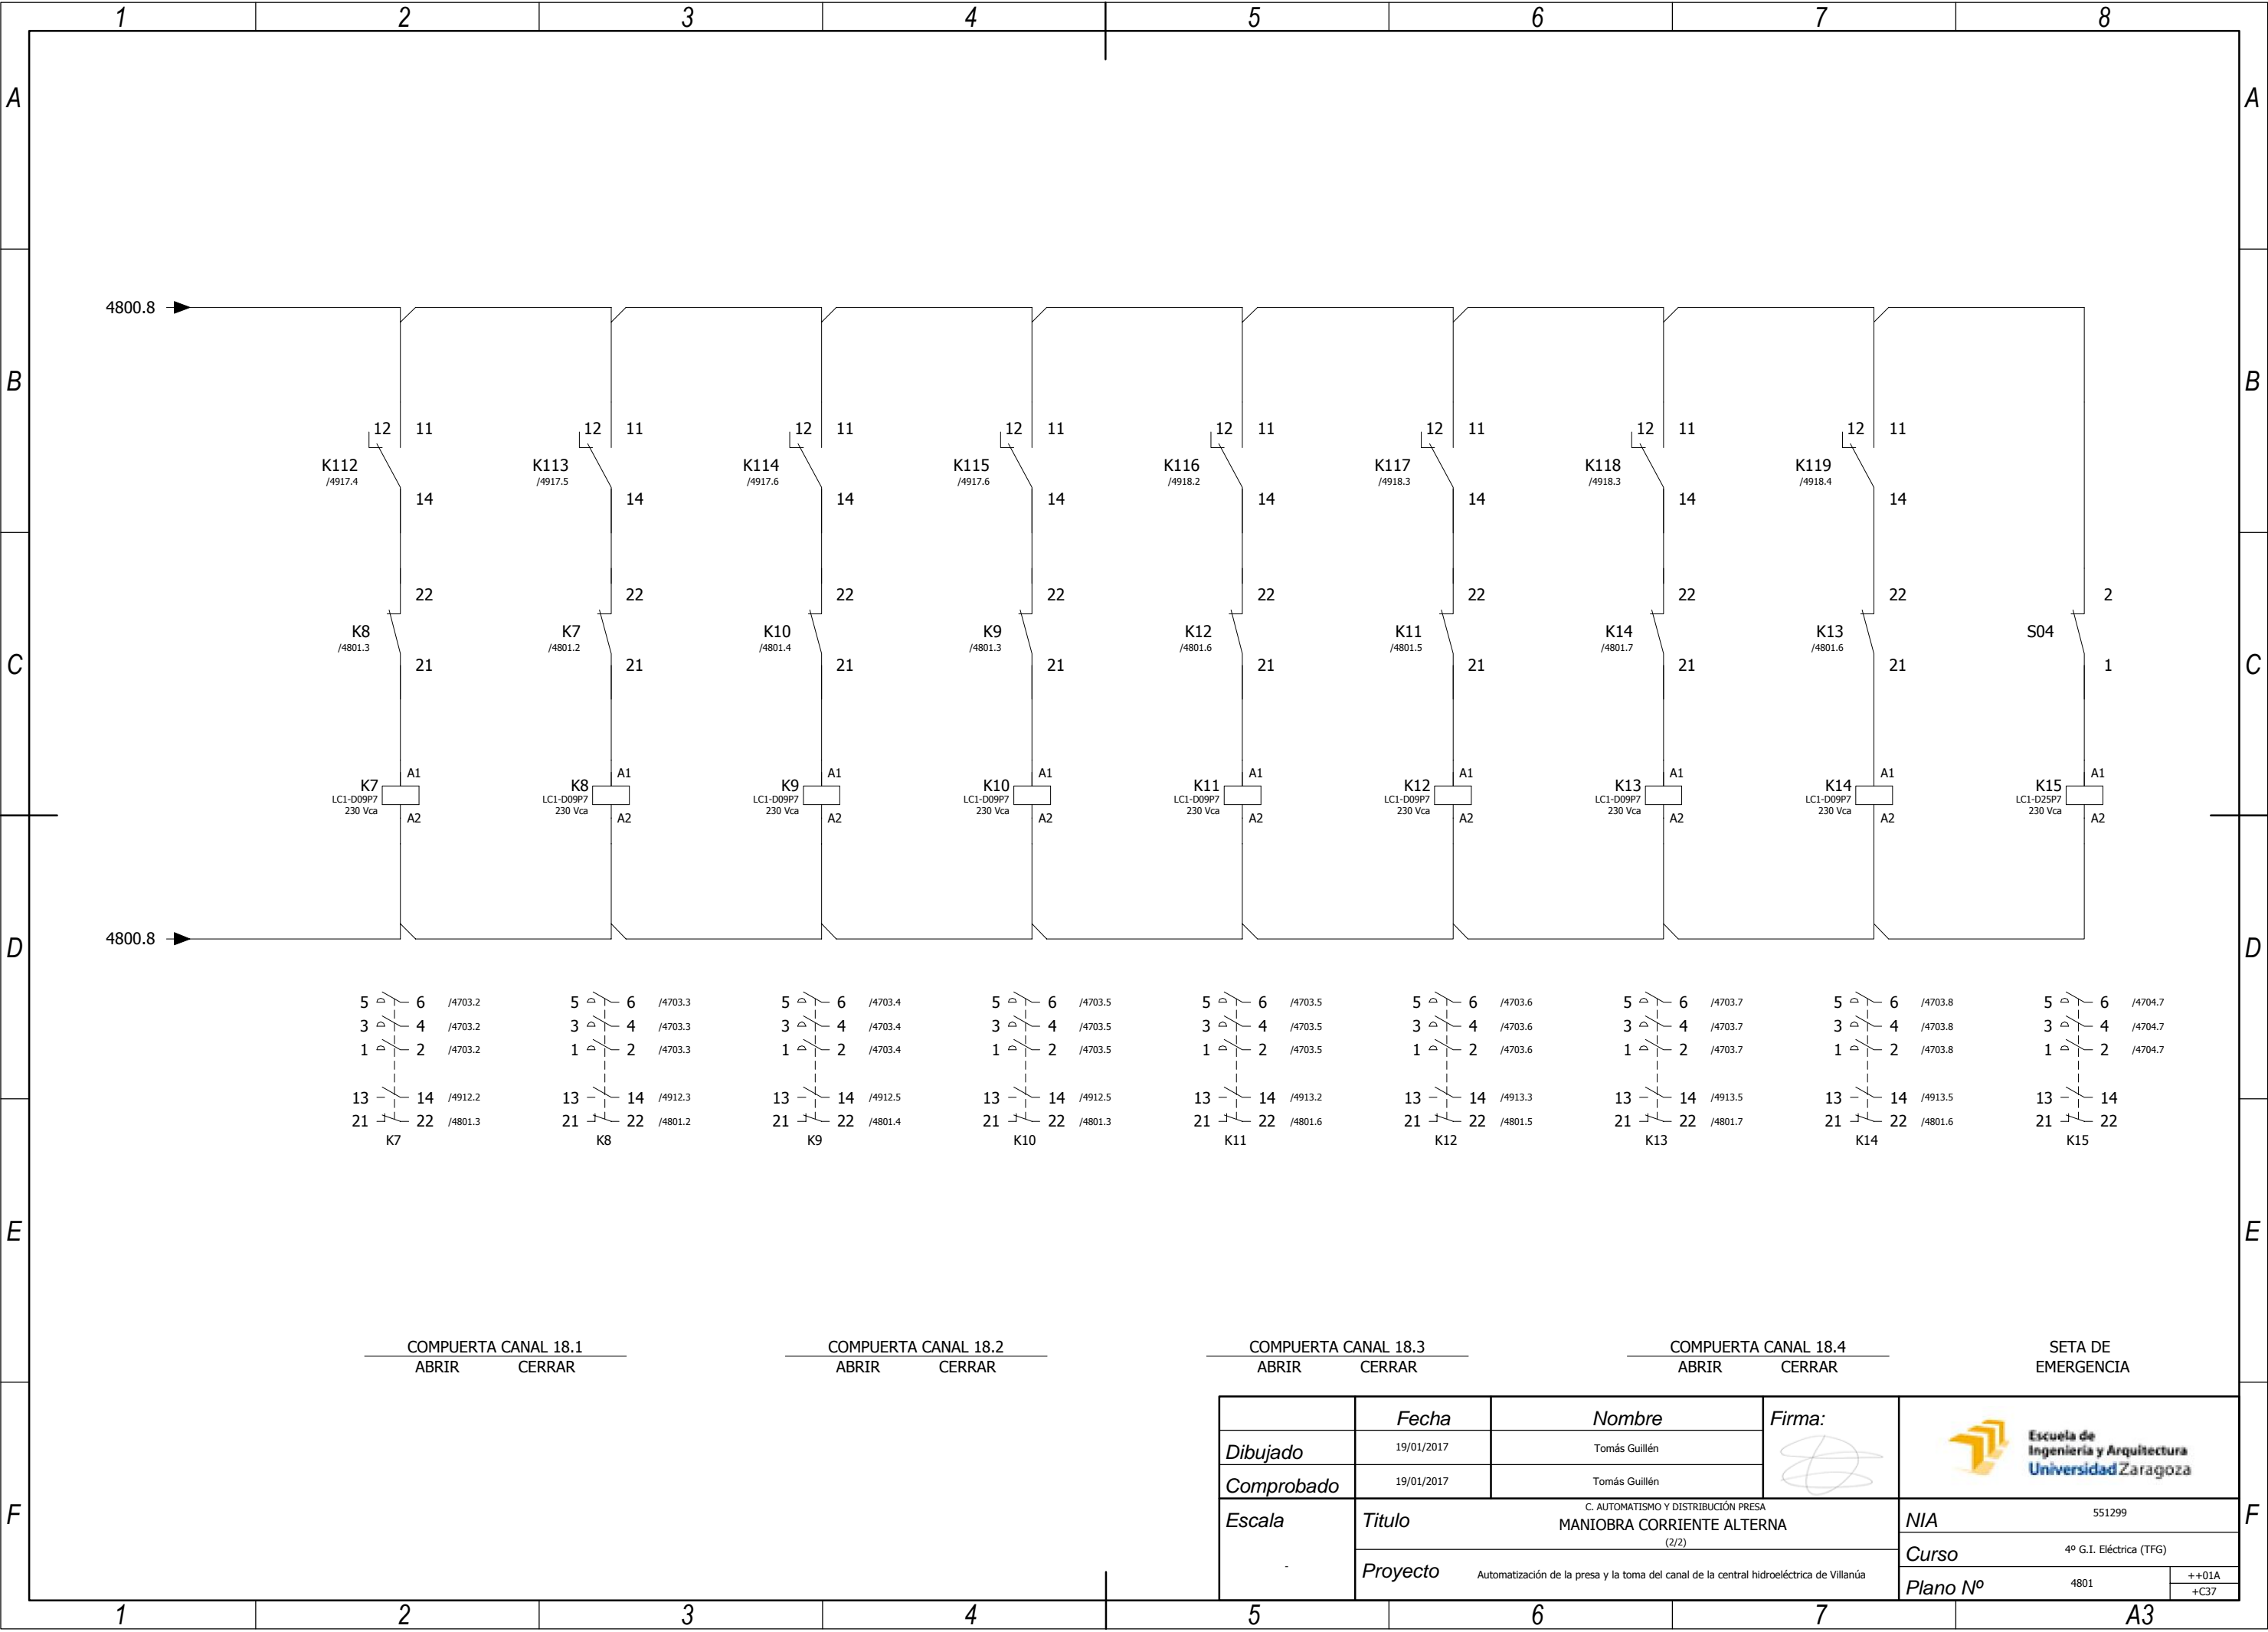 1 2 3 4 5 6 7 8
A A
4800.8
B B
12 11 12 11 12 11 12 11 12 11 12 11 12 11 12 11
K112 K113 K114 K115 K116 K117 K118 K119
/4917.4 /4917.5 /4917.6 /4917.6 /4918.2 /4918.3 /4918.3 /4918.4
14 14 14 14 14 14 14 14
22 22 22 22 22 22 22 22 2
K8 K7 K10 K9 K12 K11 K14 K13 S04
/4801.3 /4801.2 /4801.4 /4801.3 /4801.6 /4801.5 /4801.7 /4801.6
C C
21 21 21 21 21 21 21 21 1
A1 A1 A1 A1 A1 A1 A1 A1 A1
K7 K8 K9 K10 K11 K12 K13 K14 K15
LC1-D09P7 LC1-D09P7 LC1-D09P7 LC1-D09P7 LC1-D09P7 LC1-D09P7 LC1-D09P7 LC1-D09P7 LC1-D25P7
230 Vca 230 Vca 230 Vca 230 Vca 230 Vca 230 Vca 230 Vca 230 Vca 230 Vca
A2 A2 A2 A2 A2 A2 A2 A2 A2
4800.8
D D
5 6 /4703.2 5 6 /4703.3 5 6 /4703.4 5 6 /4703.5 5 6 /4703.5 5 6 /4703.6 5 6 /4703.7 5 6 /4703.8 5 6 /4704.7
3 4 /4703.2 3 4 /4703.3 3 4 /4703.4 3 4 /4703.5 3 4 /4703.5 3 4 /4703.6 3 4 /4703.7 3 4 /4703.8 3 4 /4704.7
1 2 /4703.2 1 2 /4703.3 1 2 /4703.4 1 2 /4703.5 1 2 /4703.5 1 2 /4703.6 1 2 /4703.7 1 2 /4703.8 1 2 /4704.7
13 14 /4912.2 13 14 /4912.3 13 14 /4912.5 13 14 /4912.5 13 14 /4913.2 13 14 /4913.3 13 14 /4913.5 13 14 /4913.5 13 14
21 22 /4801.3 21 22 /4801.2 21 22 /4801.4 21 22 /4801.3 21 22 /4801.6 21 22 /4801.5 21 22 /4801.7 21 22 /4801.6 21 22
K7 K8 K9 K10 K11 K12 K13 K14 K15
E E
COMPUERTA CANAL 18.1 COMPUERTA CANAL 18.2 COMPUERTA CANAL 18.3 COMPUERTA CANAL 18.4 SETA DE
ABRIR CERRAR ABRIR CERRAR ABRIR CERRAR ABRIR CERRAR EMERGENCIA
Fecha Nombre Firma:
Dibujado 19/01/2017 Tomás Guillén
Comprobado 19/01/2017 Tomás Guillén
Escuela de
Ingeniería y Arquitectura
Universidad Zaragoza
F F
Escala -
Titulo C. AUTOMATISMO Y DISTRIBUCIÓN PRESA
MANIOBRA CORRIENTE ALTERNA
(2/2)
Proyecto Automatización de la presa y la toma del canal de la central hidroeléctrica de Villanúa
NIA 551299
Curso 4º G.I. Eléctrica (TFG)
Plano Nº 4801 ++01A
+C37
1 2 3 4 5 6 7 A3